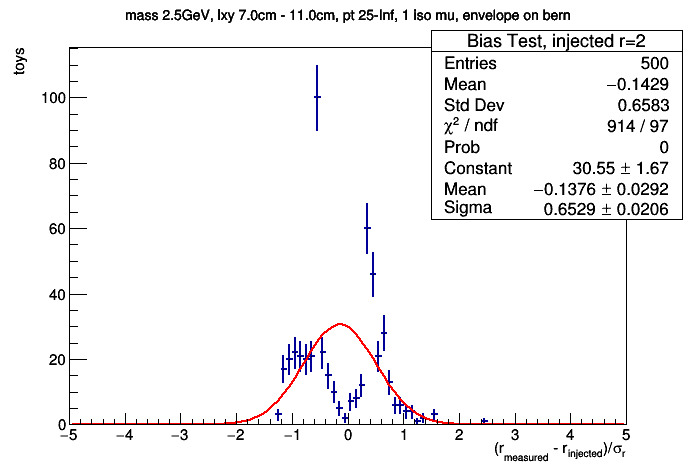 mass 2.5GeV, lxy 7.0cm - 11.0cm, pt 25-Inf, 1 Iso mu, envelope on bern
Bias Test, injected r=2
Entries 500
Mean −0.1429
Std Dev 0.6583
χ² / ndf 914 / 97
Prob 0
Constant 30.55 ± 1.67
Mean −0.1376 ± 0.0292
Sigma 0.6529 ± 0.0206
toys
100
80
60
40
20
0
−5 −4 −3 −2 −1 0 1 2 3 4 5
(r_measured - r_injected)/σ_r